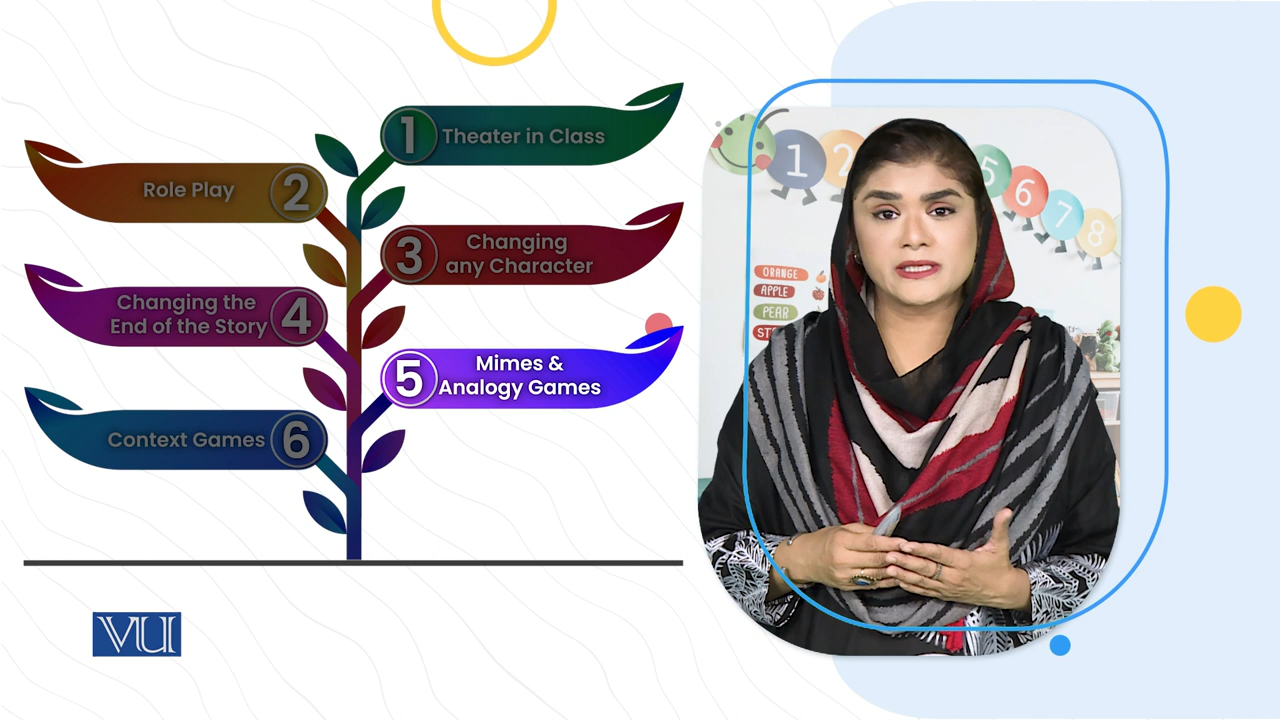 1 Theater in Class
Role Play 2
3 Changing
any Character
Changing the
End of the Story 4
5 Mimes &
Analogy Games
Context Games 6
VU
1 2 5 6 7 8
ORANGE
APPLE
PEAR